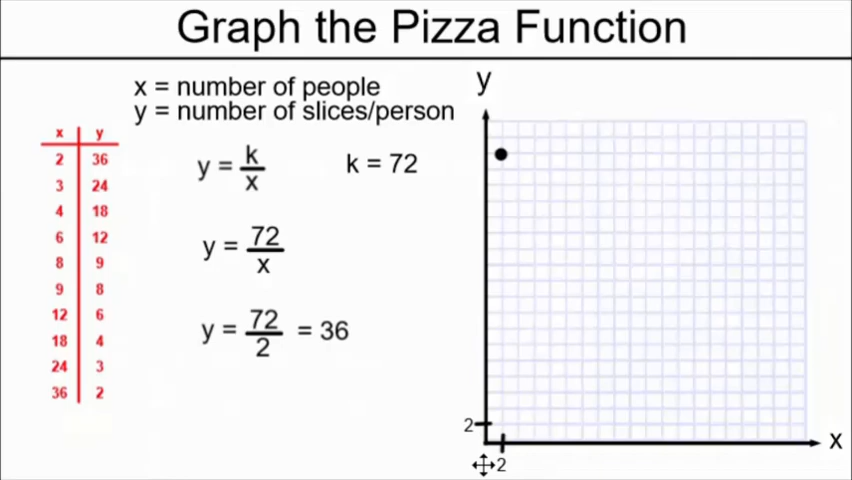 Graph the Pizza Function
x = number of people
y = number of slices/person
x y
2 36
3 24
4 18
6 12
8 9
9 8
12 6
18 4
24 3
36 2
y = k/x
k = 72
y = 72/x
y = 72/2 = 36
y
2
2
x